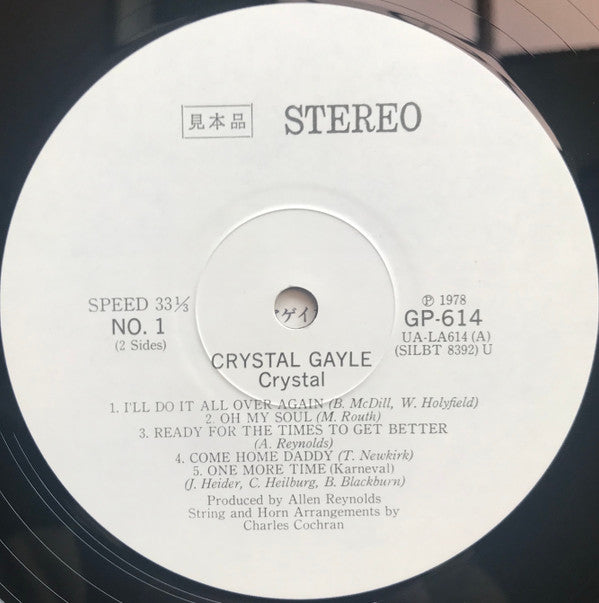 見本品 STEREO
SPEED 33⅓
NO. 1
(2 Sides)
ゲイ
℗ 1978
GP-614
UA-LA614 (A)
(SILBT 8392) U
CRYSTAL GAYLE
Crystal
1. I'LL DO IT ALL OVER AGAIN (B. McDill, W. Holyfield)
2. OH MY SOUL (M. Routh)
3. READY FOR THE TIMES TO GET BETTER
(A. Reynolds)
4. COME HOME DADDY (T. Newkirk)
5. ONE MORE TIME (Karneval)
(J. Heider, C. Heilburg, B. Blackburn)
Produced by Allen Reynolds
String and Horn Arrangements by
Charles Cochran